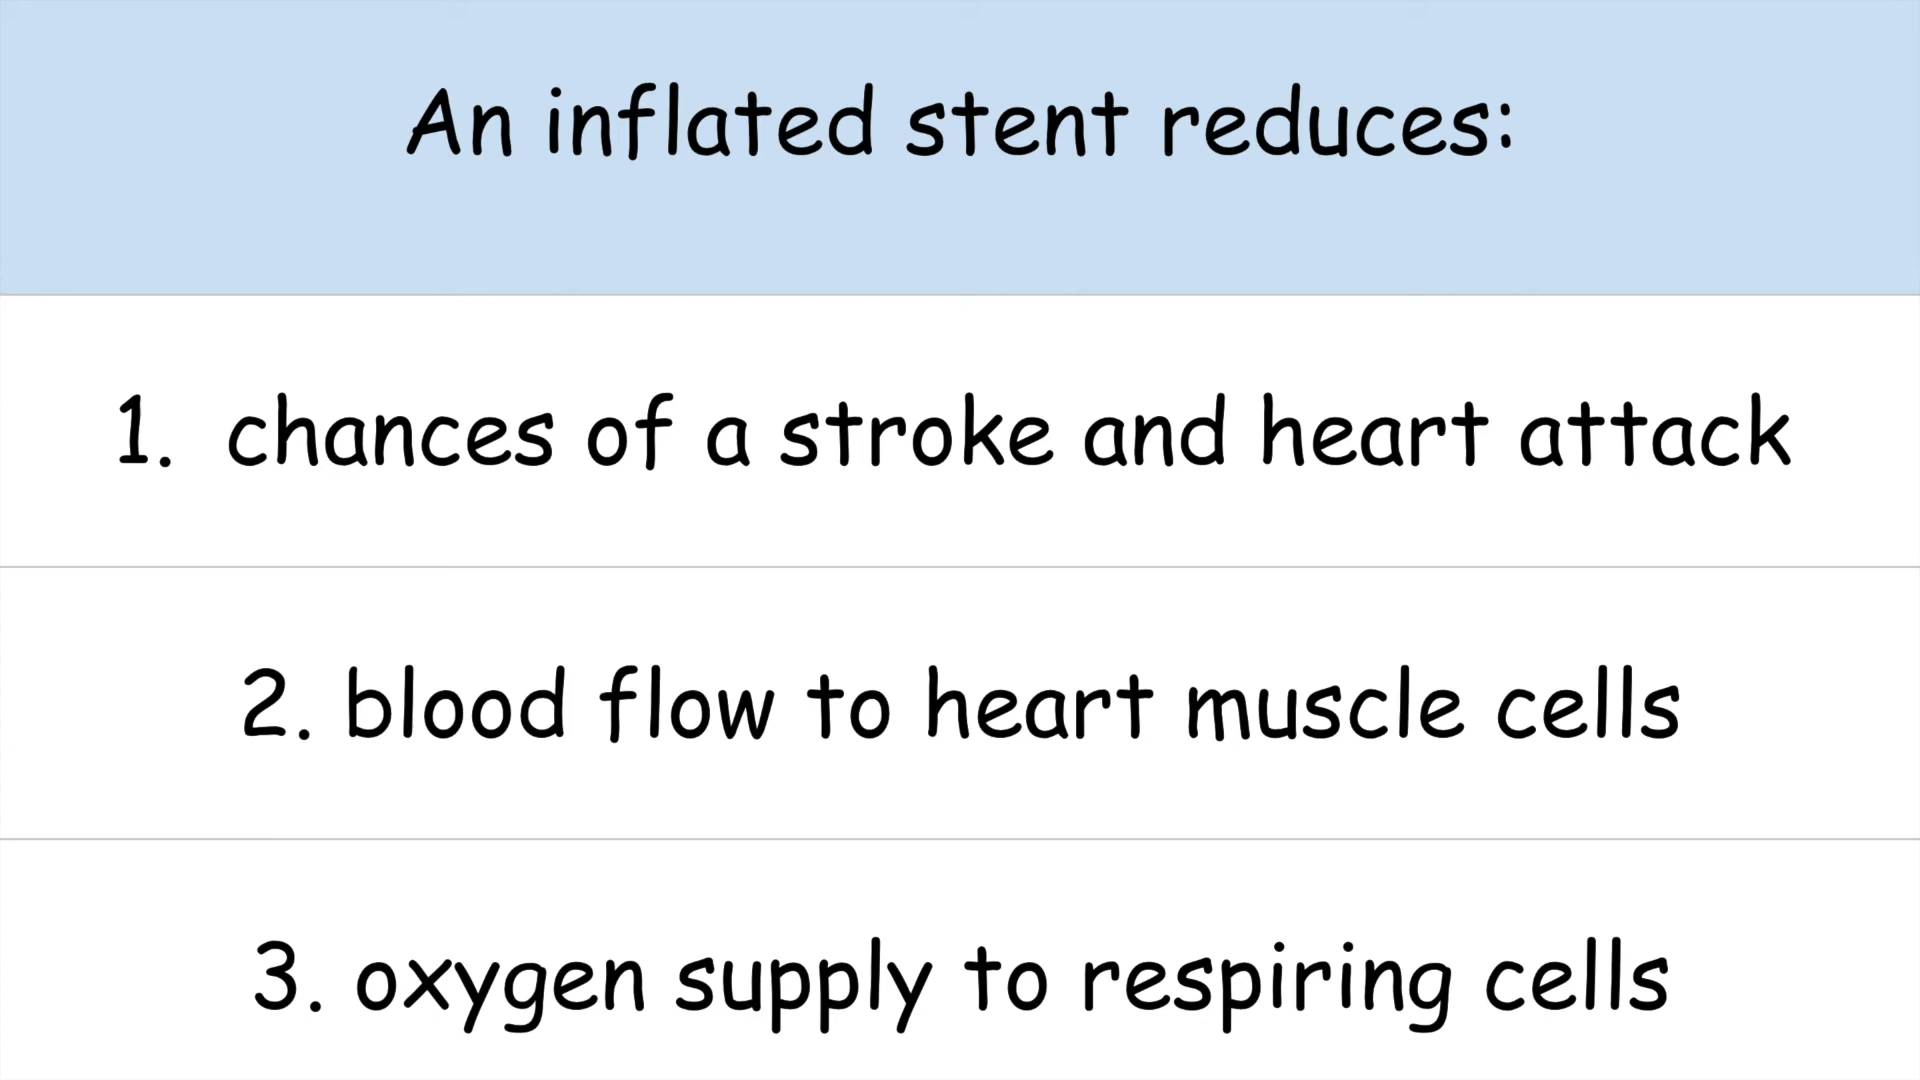 An inflated stent reduces:
1. chances of a stroke and heart attack
2. blood flow to heart muscle cells
3. oxygen supply to respiring cells